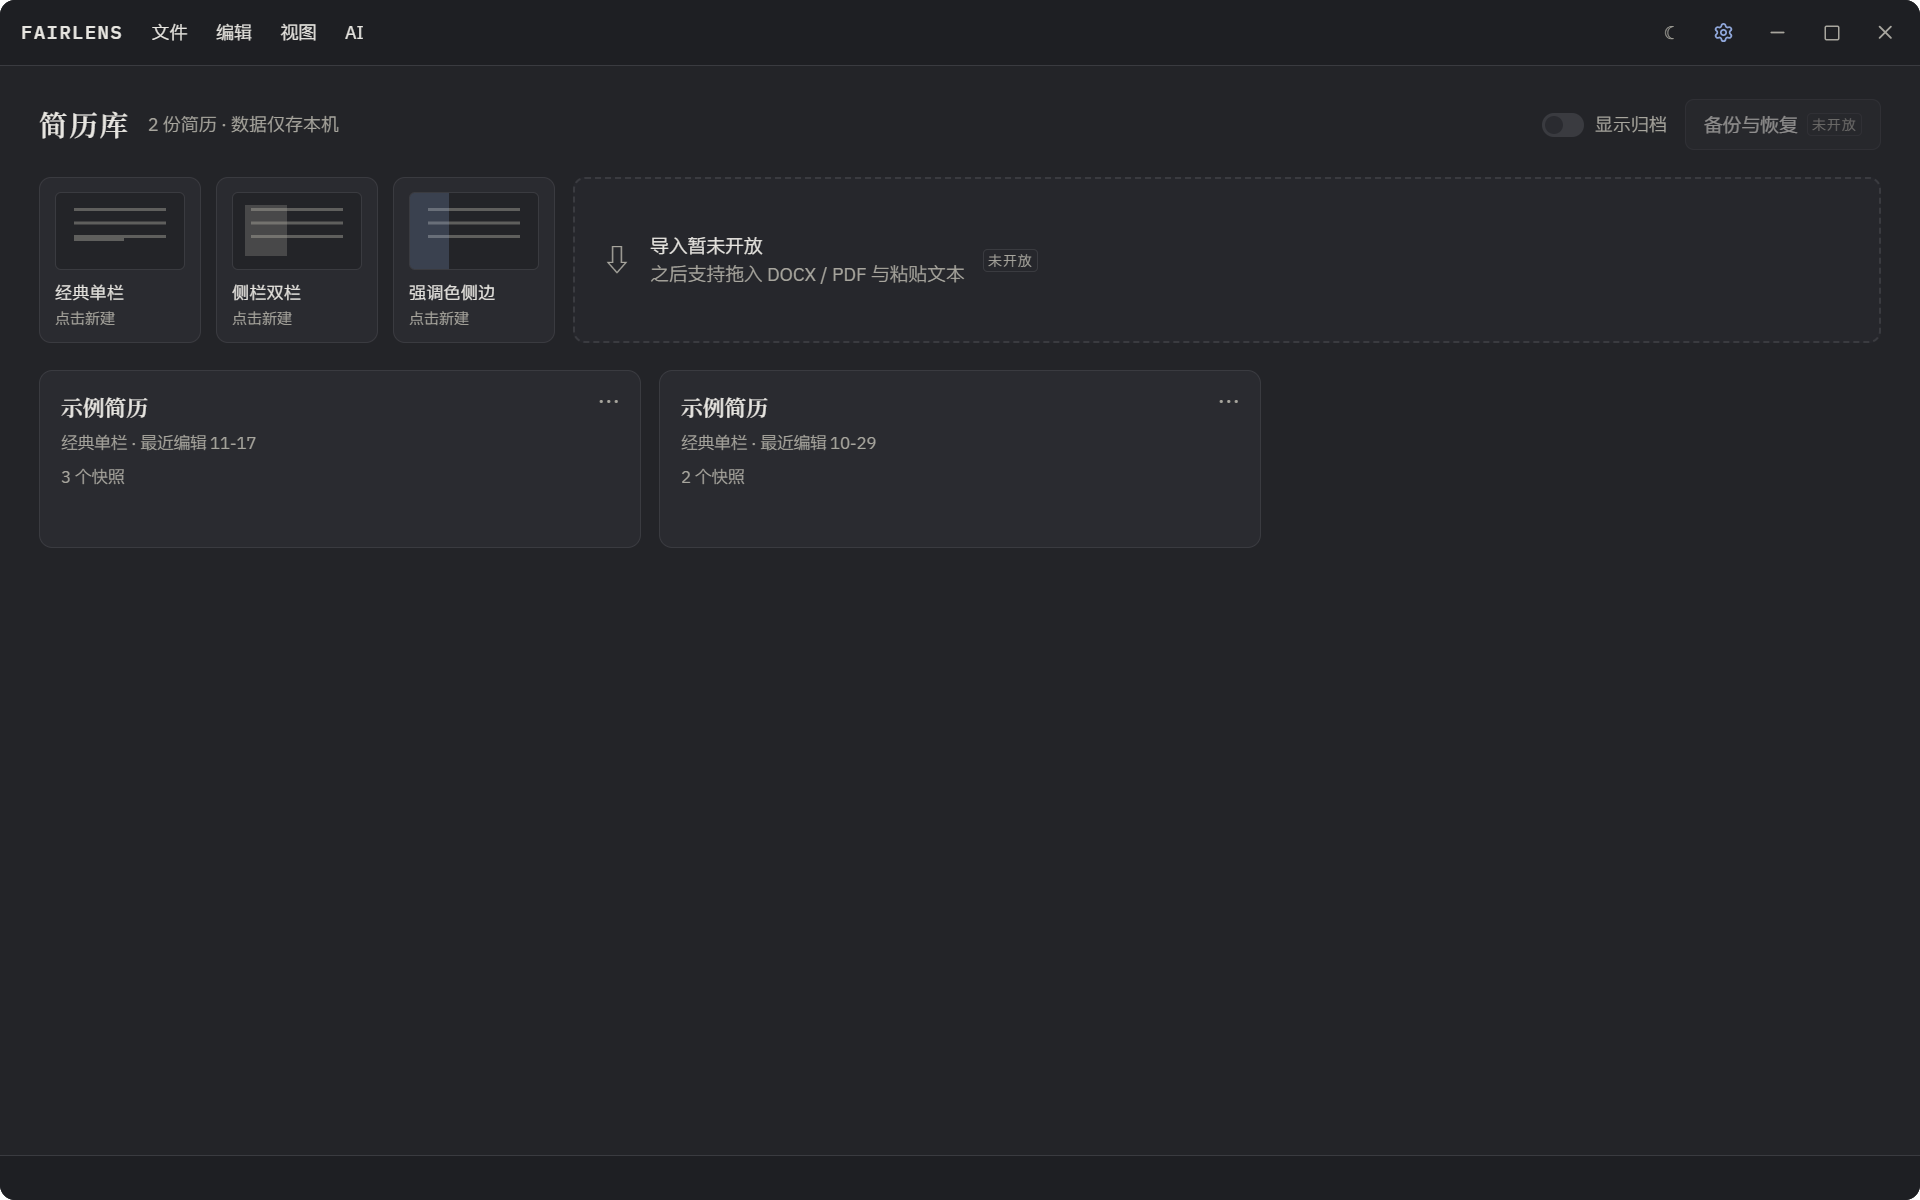 FAIRLENS 文件 编辑 视图 AI
简历库 2 份简历 · 数据仅存本机 显示归档 备份与恢复 未开放
经典单栏
点击新建
侧栏双栏
点击新建
强调色侧边
点击新建
导入暂未开放
之后支持拖入 DOCX / PDF 与粘贴文本
未开放
示例简历
经典单栏 · 最近编辑 11-17
3 个快照
示例简历
经典单栏 · 最近编辑 10-29
2 个快照